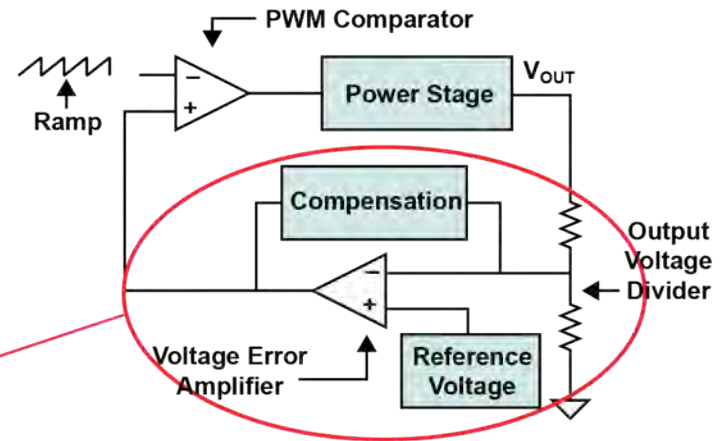 PWM Comparator
Ramp
−
+
Power Stage
VOUT
Compensation
Output
Voltage
Divider
−
+
Voltage Error
Amplifier
Reference
Voltage